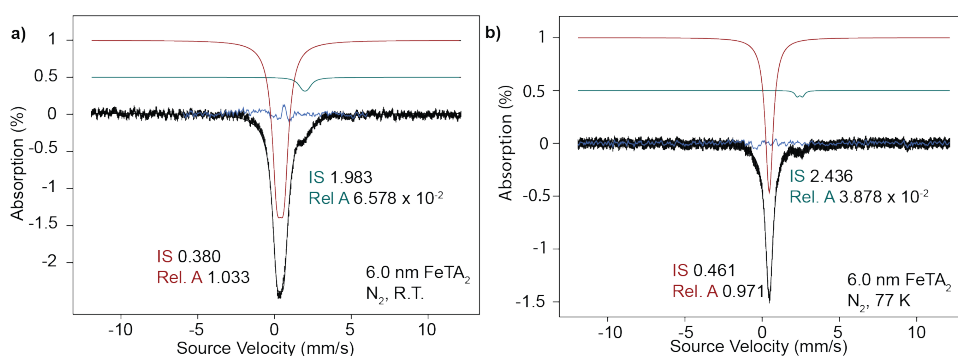 a)
Absorption (%)
1
0.5
0
-0.5
-1
-1.5
-2
IS 1.983
Rel A 6.578 x 10⁻²
IS 0.380
Rel. A 1.033
6.0 nm FeTA₂
N₂, R.T.
-10
-5
0
5
10
Source Velocity (mm/s)
b)
Absorption (%)
1
0.5
0
-0.5
-1
-1.5
IS 2.436
Rel. A 3.878 x 10⁻²
IS 0.461
Rel. A 0.971
6.0 nm FeTA₂
N₂, 77 K
-10
-5
0
5
10
Source Velocity (mm/s)